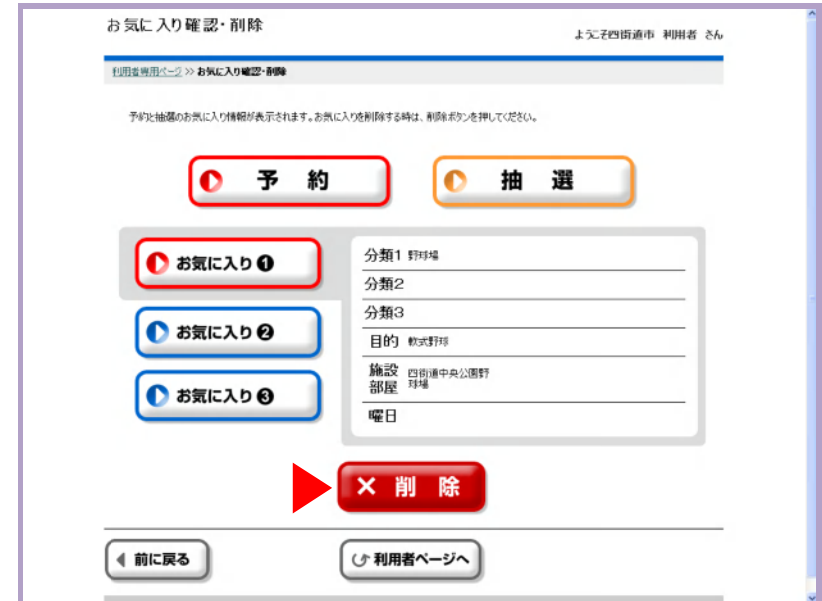 お気に入り確認・削除
ようこそ四街道市 利用者 さん
利用者専用ページ >> お気に入り確認・削除
予約と抽選のお気に入り情報が表示されます。お気に入りを削除する時は、削除ボタンを押してください。
予 約
抽 選
お気に入り❶
分類1 野球場
分類2
分類3
お気に入り❷
目的 軟式野球
施設 四街道中央公園野
部屋 球場
お気に入り❸
曜日
× 削 除
前に戻る
利用者ページへ